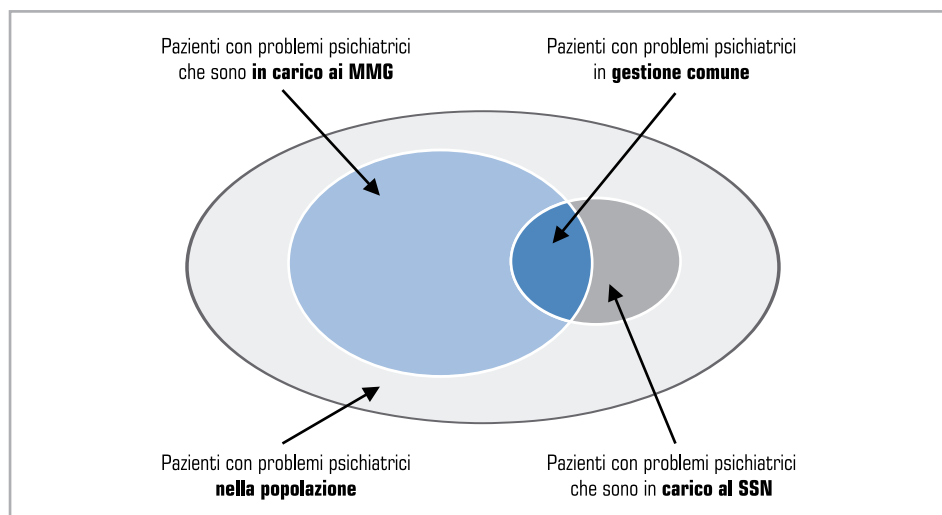 Pazienti con problemi psichiatrici
che sono in carico ai MMG
Pazienti con problemi psichiatrici
in gestione comune
Pazienti con problemi psichiatrici
nella popolazione
Pazienti con problemi psichiatrici
che sono in carico al SSN